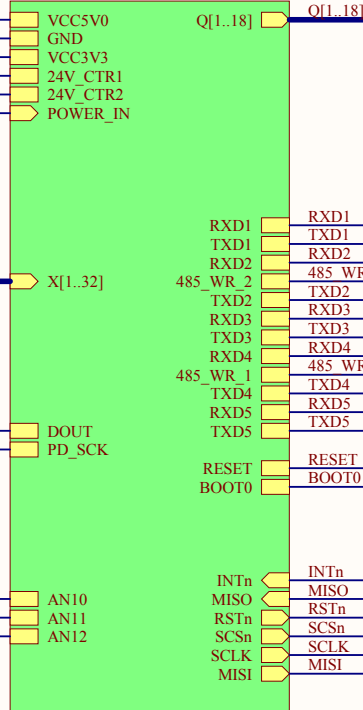 VCC5V0 Q[1..18] Q[1..18]
GND
VCC3V3
24V_CTR1
24V_CTR2
POWER_IN
RXD1 RXD1
TXD1 TXD1
RXD2 RXD2
X[1..32] 485_WR_2 485_WR
TXD2 TXD2
RXD3 RXD3
TXD3 TXD3
RXD4 RXD4
485_WR_1 485_WR
TXD4 TXD4
RXD5 RXD5
DOUT TXD5 TXD5
PD_SCK
RESET RESET
BOOT0 BOOT0
INTn INTn
AN10 MISO MISO
AN11 RSTn RSTn
AN12 SCSn SCSn
SCLK SCLK
MISI MISI